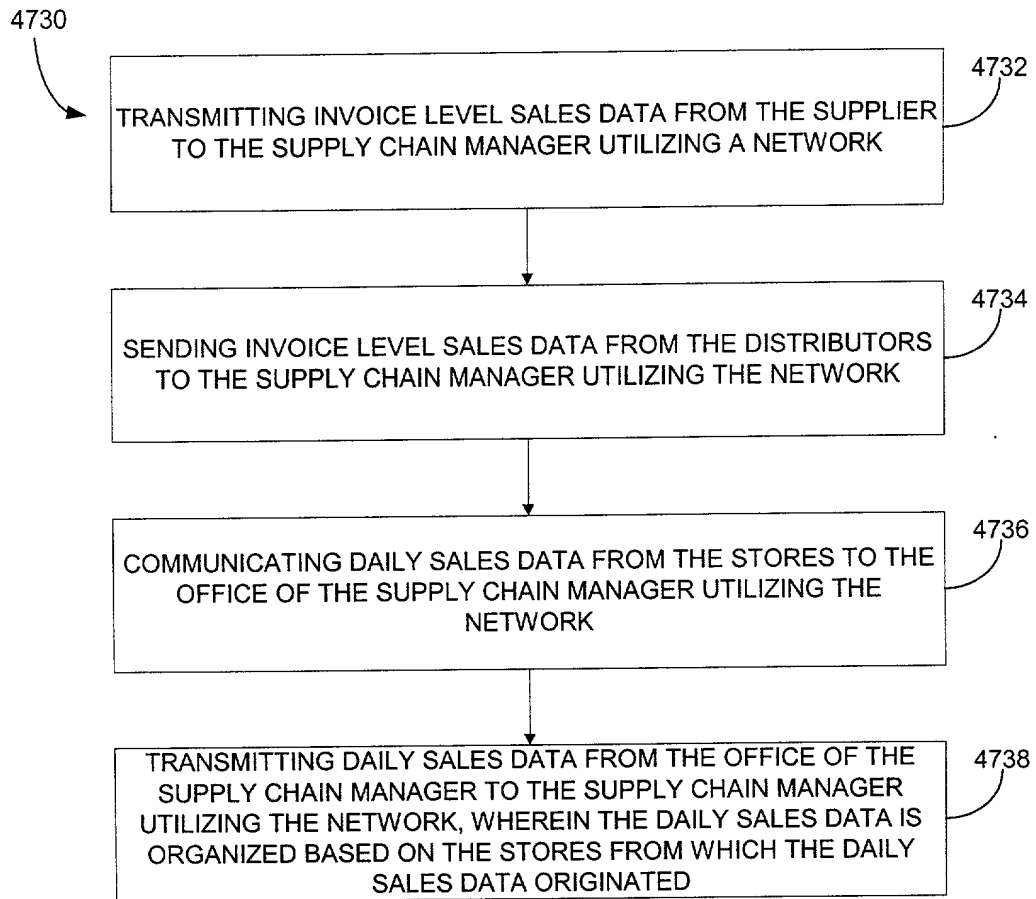 4730
4732
TRANSMITTING INVOICE LEVEL SALES DATA FROM THE SUPPLIER
TO THE SUPPLY CHAIN MANAGER UTILIZING A NETWORK
4734
SENDING INVOICE LEVEL SALES DATA FROM THE DISTRIBUTORS
TO THE SUPPLY CHAIN MANAGER UTILIZING THE NETWORK
4736
COMMUNICATING DAILY SALES DATA FROM THE STORES TO THE
OFFICE OF THE SUPPLY CHAIN MANAGER UTILIZING THE
NETWORK
4738
TRANSMITTING DAILY SALES DATA FROM THE OFFICE OF THE
SUPPLY CHAIN MANAGER TO THE SUPPLY CHAIN MANAGER
UTILIZING THE NETWORK, WHEREIN THE DAILY SALES DATA IS
ORGANIZED BASED ON THE STORES FROM WHICH THE DAILY
SALES DATA ORIGINATED